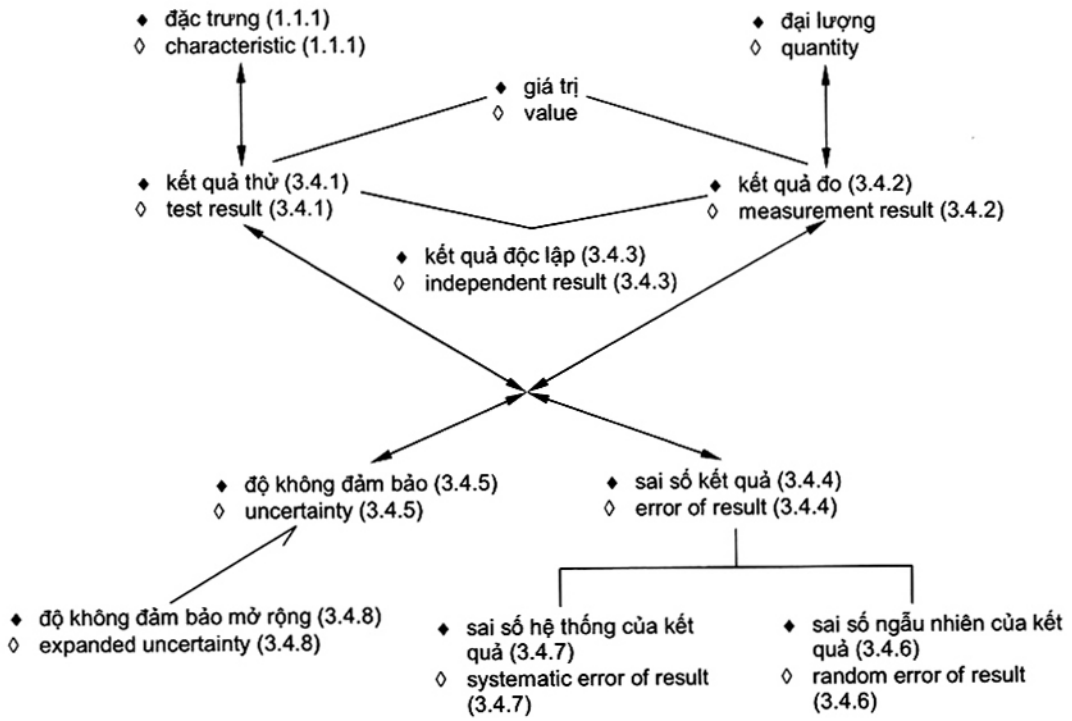 ◆ đặc trưng (1.1.1)
◇ characteristic (1.1.1)
◆ đại lượng
◇ quantity
◆ giá trị
◇ value
◆ kết quả thử (3.4.1)
◇ test result (3.4.1)
◆ kết quả đo (3.4.2)
◇ measurement result (3.4.2)
◆ kết quả độc lập (3.4.3)
◇ independent result (3.4.3)
◆ độ không đảm bảo (3.4.5)
◇ uncertainty (3.4.5)
◆ sai số kết quả (3.4.4)
◇ error of result (3.4.4)
◆ độ không đảm bảo mở rộng (3.4.8)
◇ expanded uncertainty (3.4.8)
◆ sai số hệ thống của kết
quả (3.4.7)
◇ systematic error of result
(3.4.7)
◆ sai số ngẫu nhiên của kết
quả (3.4.6)
◇ random error of result
(3.4.6)